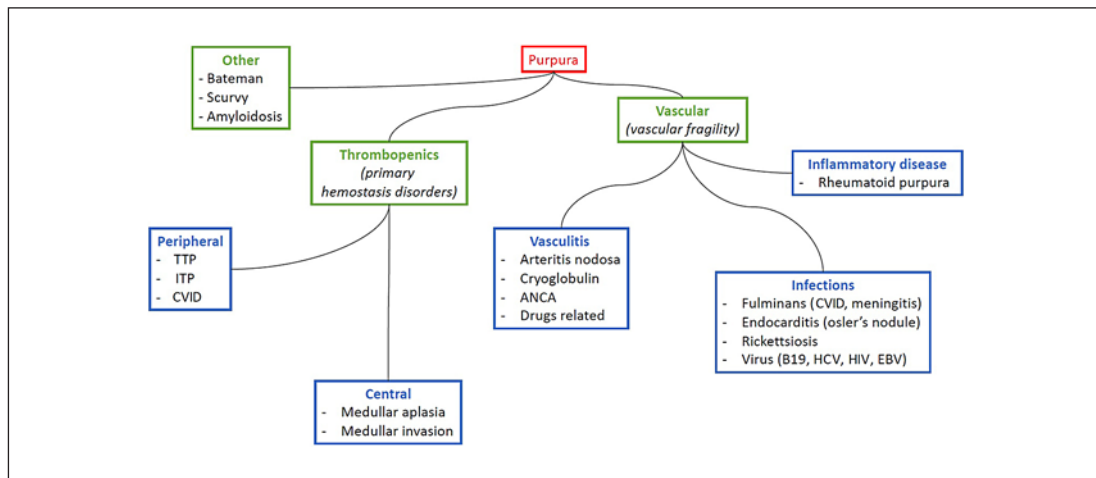 Purpura
Other
- Bateman
- Scurvy
- Amyloidosis
Vascular
(vascular fragility)
Thrombopenics
(primary
hemostasis disorders)
Inflammatory disease
- Rheumatoid purpura
Peripheral
- TTP
- ITP
- CVID
Vasculitis
- Arteritis nodosa
- Cryoglobulin
- ANCA
- Drugs related
Infections
- Fulminans (CVID, meningitis)
- Endocarditis (osler's nodule)
- Rickettsiosis
- Virus (B19, HCV, HIV, EBV)
Central
- Medullar aplasia
- Medullar invasion